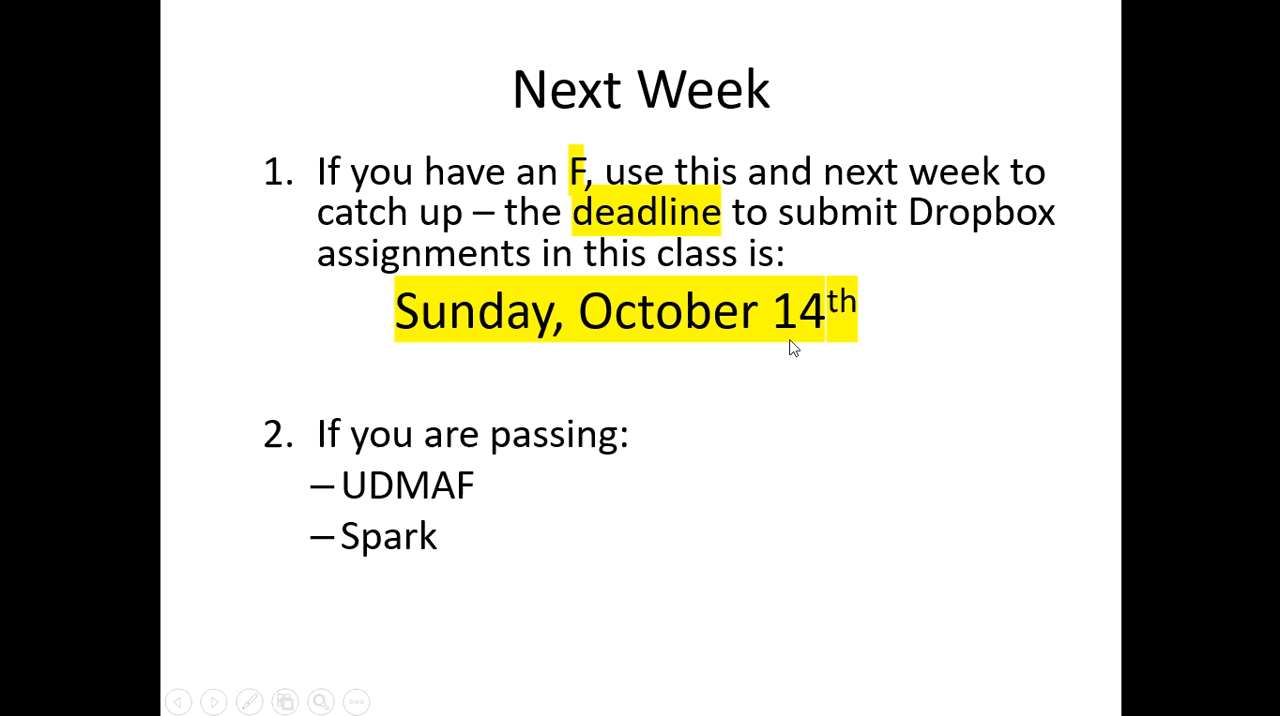 Next Week
1. If you have an F, use this and next week to
catch up – the deadline to submit Dropbox
assignments in this class is:
Sunday, October 14th
2. If you are passing:
– UDMAF
– Spark